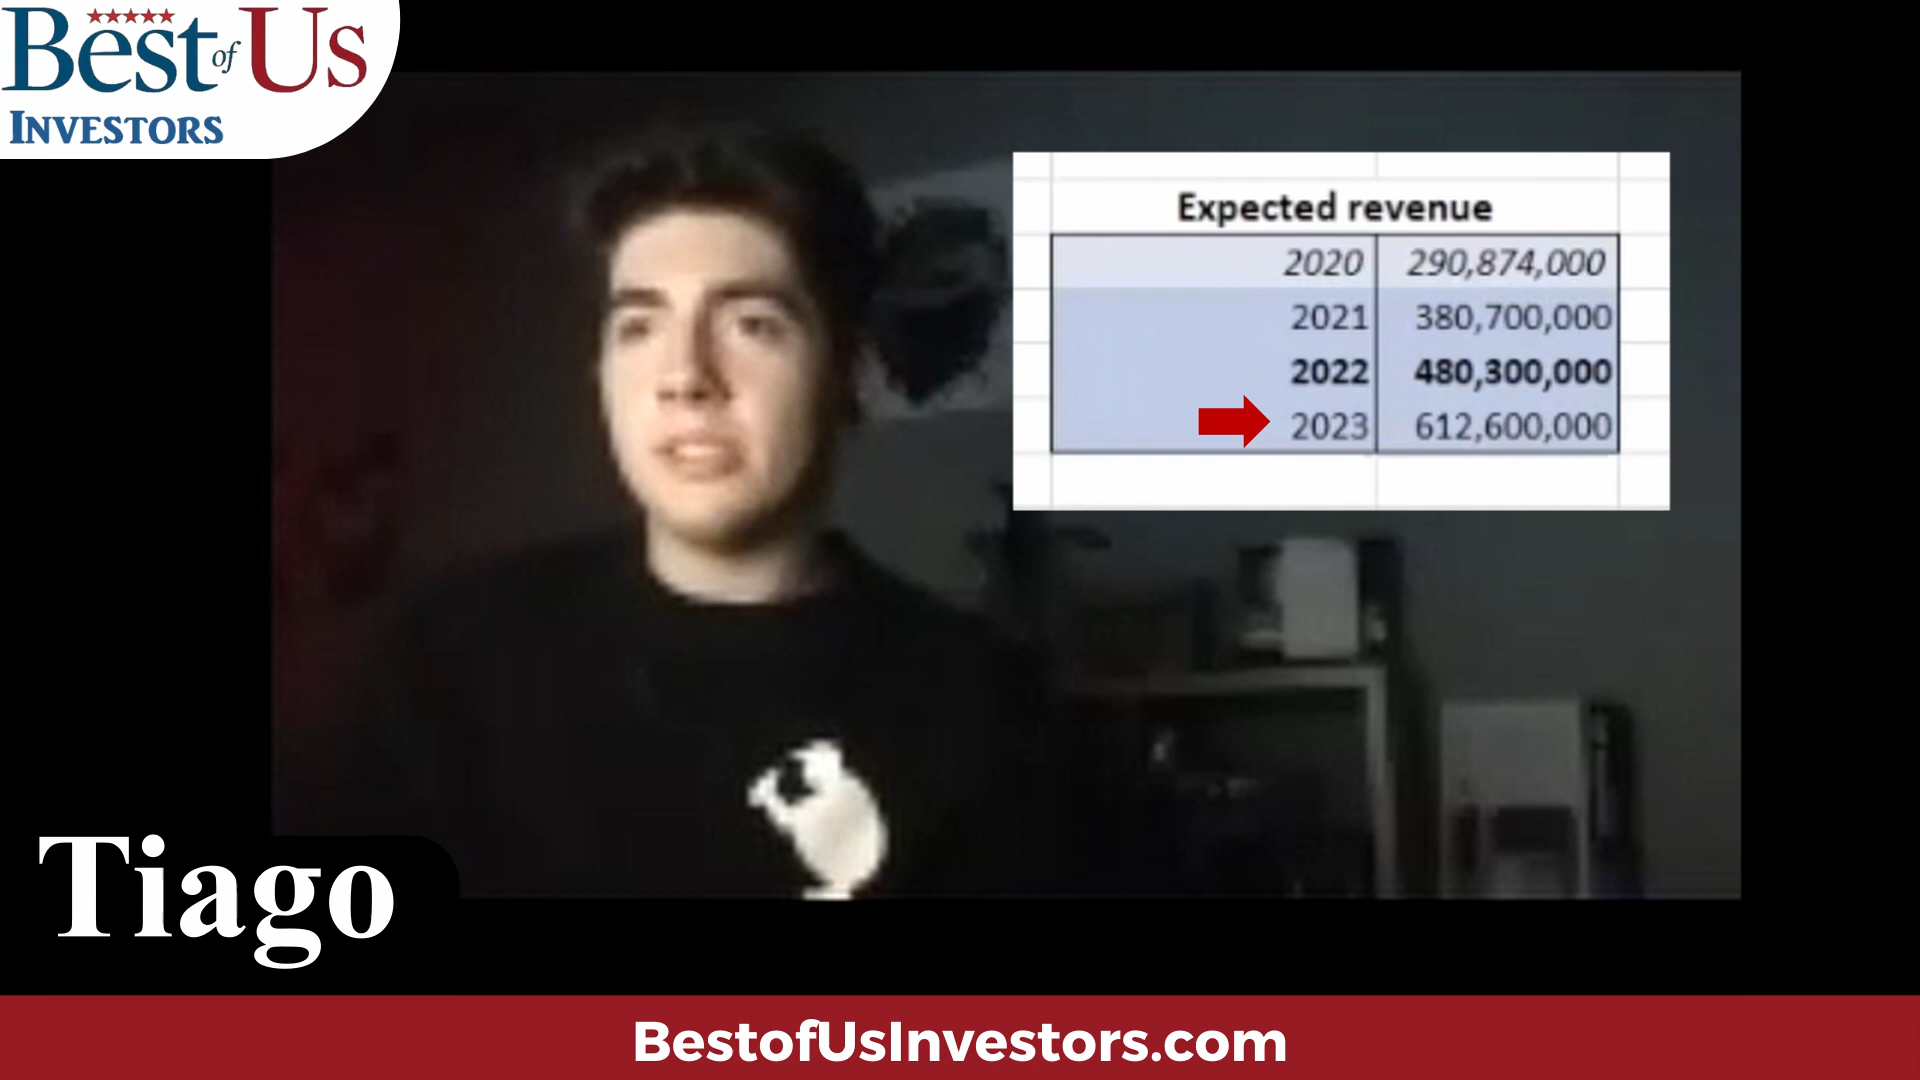 Best of Us
INVESTORS
Expected revenue
2020 290,874,000
2021 380,700,000
2022 480,300,000
2023 612,600,000
Tiago
BestofUsInvestors.com